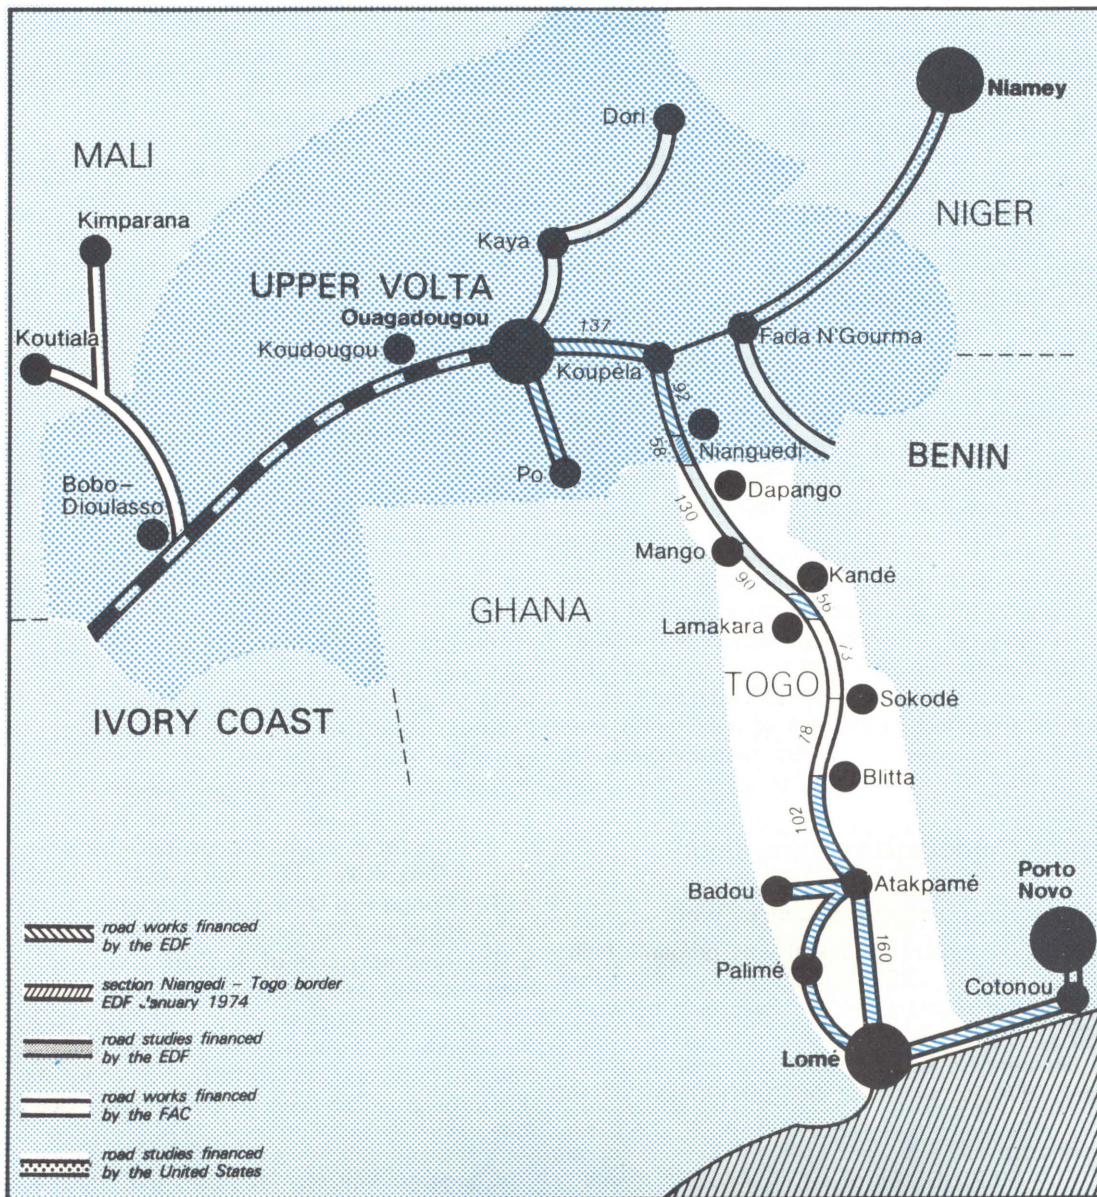 Niamey
Dori
MALI
NIGER
Kimparana
Kaya
UPPER VOLTA
Ouagadougou
137
Koutiala
Koudougou
Fada N'Gourma
Koupéla
92
58
Nianguedi
BENIN
Po
Dapango
Bobo–
Dioulasso
130
Mango
90
Kandé
56
GHANA
Lamakara
73
TOGO
Sokodé
IVORY COAST
78
Blitta
102
Badou
Atakpamé
Porto
Novo
160
Palimé
Cotonou
Lomé
road works financed
by the EDF
section Niangedi – Togo border
EDF January 1974
road studies financed
by the EDF
road works financed
by the FAC
road studies financed
by the United States